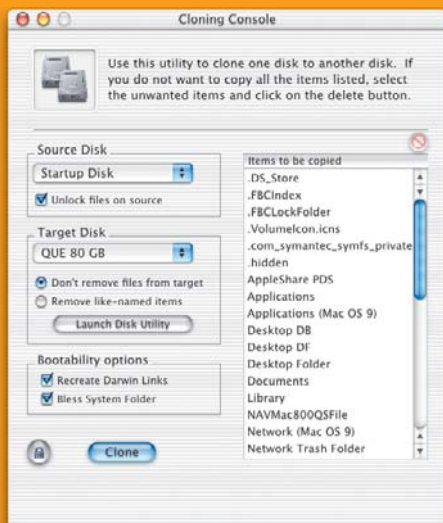 Cloning Console
Use this utility to clone one disk to another disk. If
you do not want to copy all the items listed, select
the unwanted items and click on the delete button.
Source Disk
Startup Disk
Unlock files on source
Target Disk
QUE 80 GB
Don't remove files from target
Remove like-named items
Launch Disk Utility
Bootability options
Recreate Darwin Links
Bless System Folder
Clone
Items to be copied
.DS_Store
.FBCIndex
.FBCLockFolder
.VolumeIcon.icns
.com_symantec_symfs_private
.hidden
AppleShare PDS
Applications
Applications (Mac OS 9)
Desktop DB
Desktop DF
Desktop Folder
Documents
Library
NAVMac800QSFile
Network (Mac OS 9)
Network Trash Folder